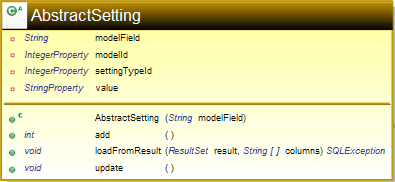 C A AbstractSetting
String modelField
IntegerProperty modelId
IntegerProperty settingTypeId
StringProperty value
C AbstractSetting (String modelField)
int add ( )
void loadFromResult (ResultSet result, String [ ] columns) SQLException
void update ( )